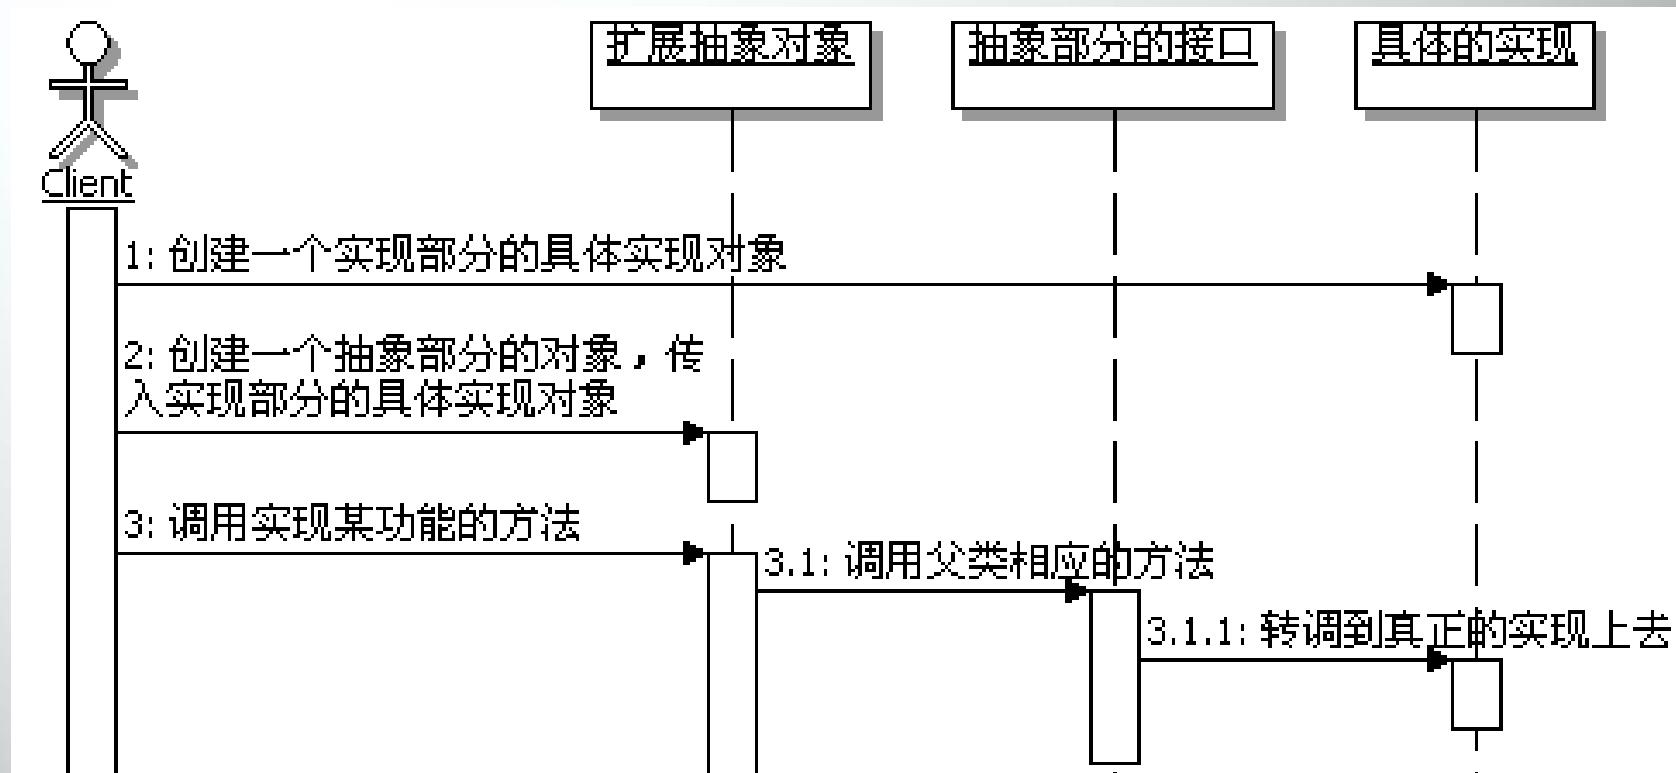 扩展抽象对象
抽象部分的接口
具体的实现
Client
1: 创建一个实现部分的具体实现对象
2: 创建一个抽象部分的对象，传
入实现部分的具体实现对象
3: 调用实现某功能的方法
3.1: 调用父类相应的方法
3.1.1: 转调到真正的实现上去